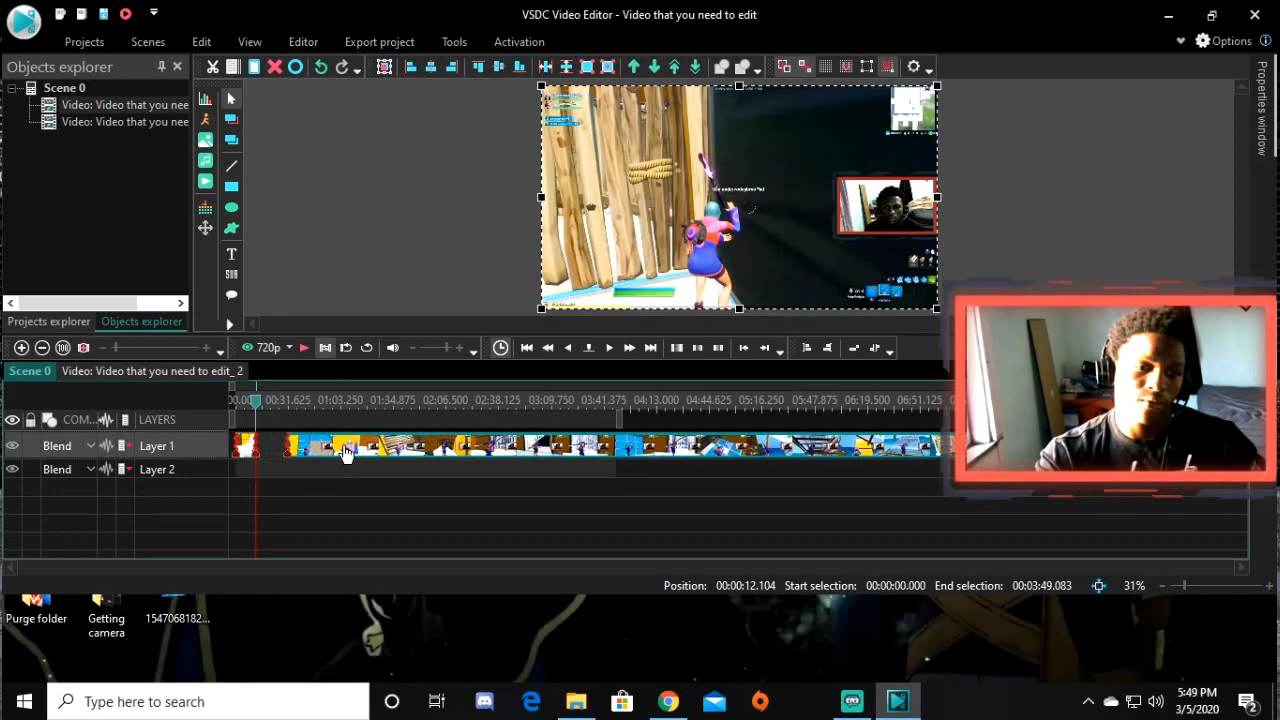 VSDC Video Editor - Video that you need to edit
Projects Scenes Edit View Editor Export project Tools Activation Options
Objects explorer
Scene 0
Video: Video that you nee
Video: Video that you nee
Projects explorer Objects explorer
Properties window
720p
Scene 0 Video: Video that you need to edit_2
00:31.625 01:03.250 01:34.875 02:06.500 02:38.125 03:09.750 03:41.375 04:13.000 04:44.625 05:16.250 05:47.875 06:19.500 06:51.125
COM... LAYERS
Blend Layer 1
Blend Layer 2
Position: 00:00:12.104 Start selection: 00:00:00.000 End selection: 00:03:49.083 31%
Purge folder Getting camera 1547068182...
Type here to search
5:49 PM
3/5/2020
2